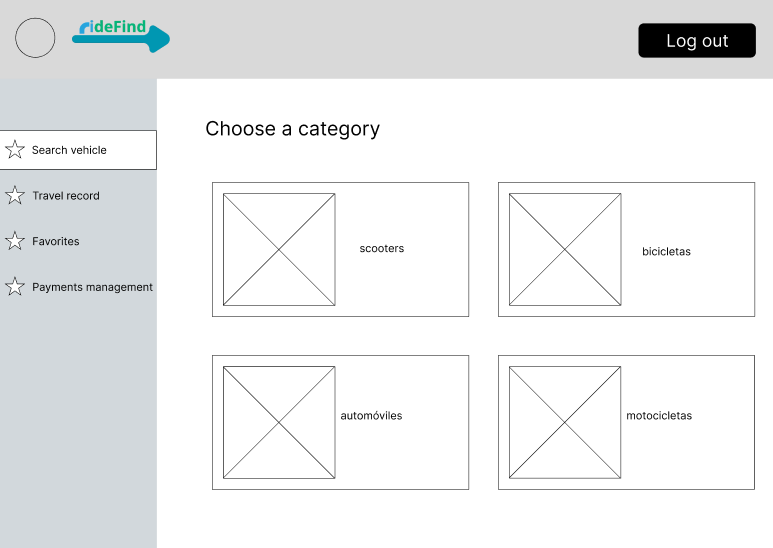 rideFind
Log out
Choose a category
Search vehicle
Travel record
Favorites
Payments management
scooters
bicicletas
automóviles
motocicletas